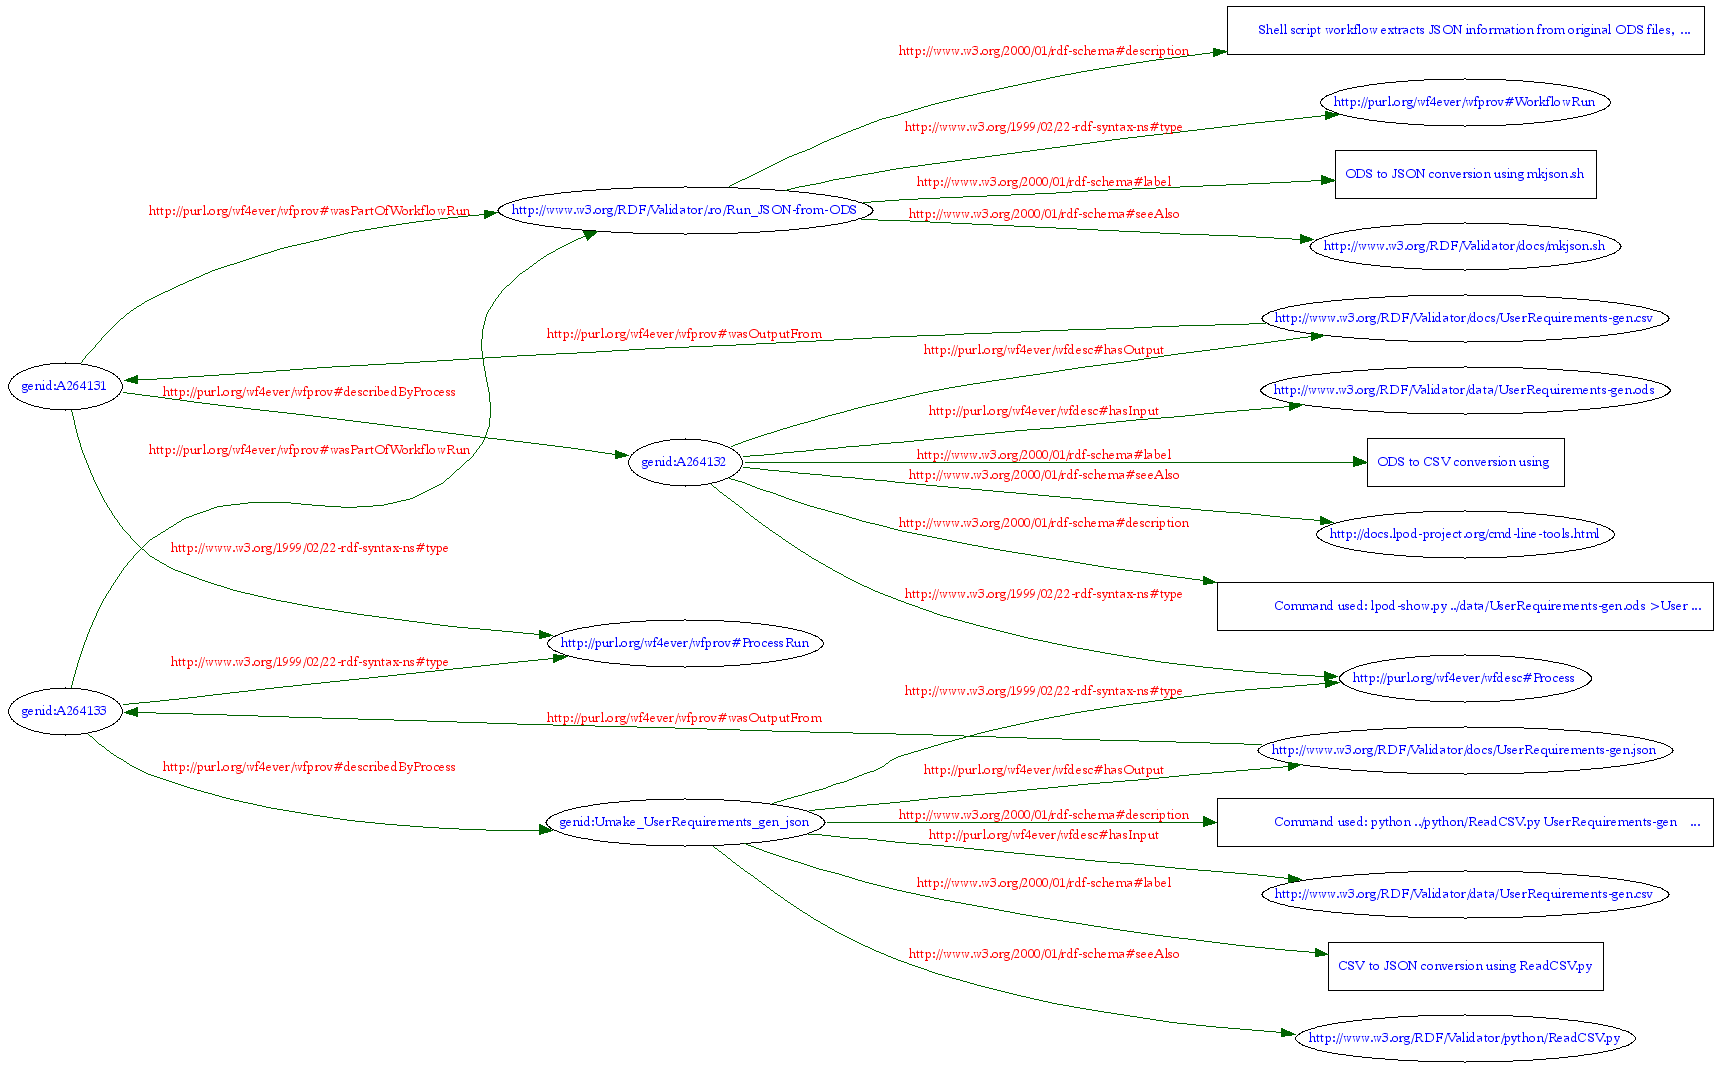 Shell script workflow extracts JSON information from original ODS files, ...
http://www.w3.org/2000/01/rdf-schema#description
http://purl.org/wf4ever/wfprov#WorkflowRun
http://www.w3.org/1999/02/22-rdf-syntax-ns#type
ODS to JSON conversion using mkjson.sh
http://www.w3.org/2000/01/rdf-schema#label
http://purl.org/wf4ever/wfprov#wasPartOfWorkflowRun
http://www.w3.org/RDF/Validator/.ro/Run_JSON-from-ODS
http://www.w3.org/2000/01/rdf-schema#seeAlso
http://www.w3.org/RDF/Validator/docs/mkjson.sh
http://www.w3.org/RDF/Validator/docs/UserRequirements-gen.csv
http://purl.org/wf4ever/wfprov#wasOutputFrom
http://purl.org/wf4ever/wfdesc#hasOutput
genid:A264131
http://purl.org/wf4ever/wfprov#describedByProcess
http://www.w3.org/RDF/Validator/data/UserRequirements-gen.ods
http://purl.org/wf4ever/wfdesc#hasInput
http://purl.org/wf4ever/wfprov#wasPartOfWorkflowRun
genid:A264132
http://www.w3.org/2000/01/rdf-schema#label
ODS to CSV conversion using
http://www.w3.org/2000/01/rdf-schema#seeAlso
http://www.w3.org/2000/01/rdf-schema#description
http://docs.lpod-project.org/cmd-line-tools.html
http://www.w3.org/1999/02/22-rdf-syntax-ns#type
http://www.w3.org/1999/02/22-rdf-syntax-ns#type
Command used: lpod-show.py ../data/UserRequirements-gen.ods >User ...
http://purl.org/wf4ever/wfprov#ProcessRun
http://www.w3.org/1999/02/22-rdf-syntax-ns#type
http://purl.org/wf4ever/wfdesc#Process
http://www.w3.org/1999/02/22-rdf-syntax-ns#type
genid:A264133
http://purl.org/wf4ever/wfprov#wasOutputFrom
http://www.w3.org/RDF/Validator/docs/UserRequirements-gen.json
http://purl.org/wf4ever/wfprov#describedByProcess
http://purl.org/wf4ever/wfdesc#hasOutput
genid:Umake_UserRequirements_gen_json
http://www.w3.org/2000/01/rdf-schema#description
Command used: python ../python/ReadCSV.py UserRequirements-gen ...
http://purl.org/wf4ever/wfdesc#hasInput
http://www.w3.org/2000/01/rdf-schema#label
http://www.w3.org/RDF/Validator/data/UserRequirements-gen.csv
http://www.w3.org/2000/01/rdf-schema#seeAlso
CSV to JSON conversion using ReadCSV.py
http://www.w3.org/RDF/Validator/python/ReadCSV.py